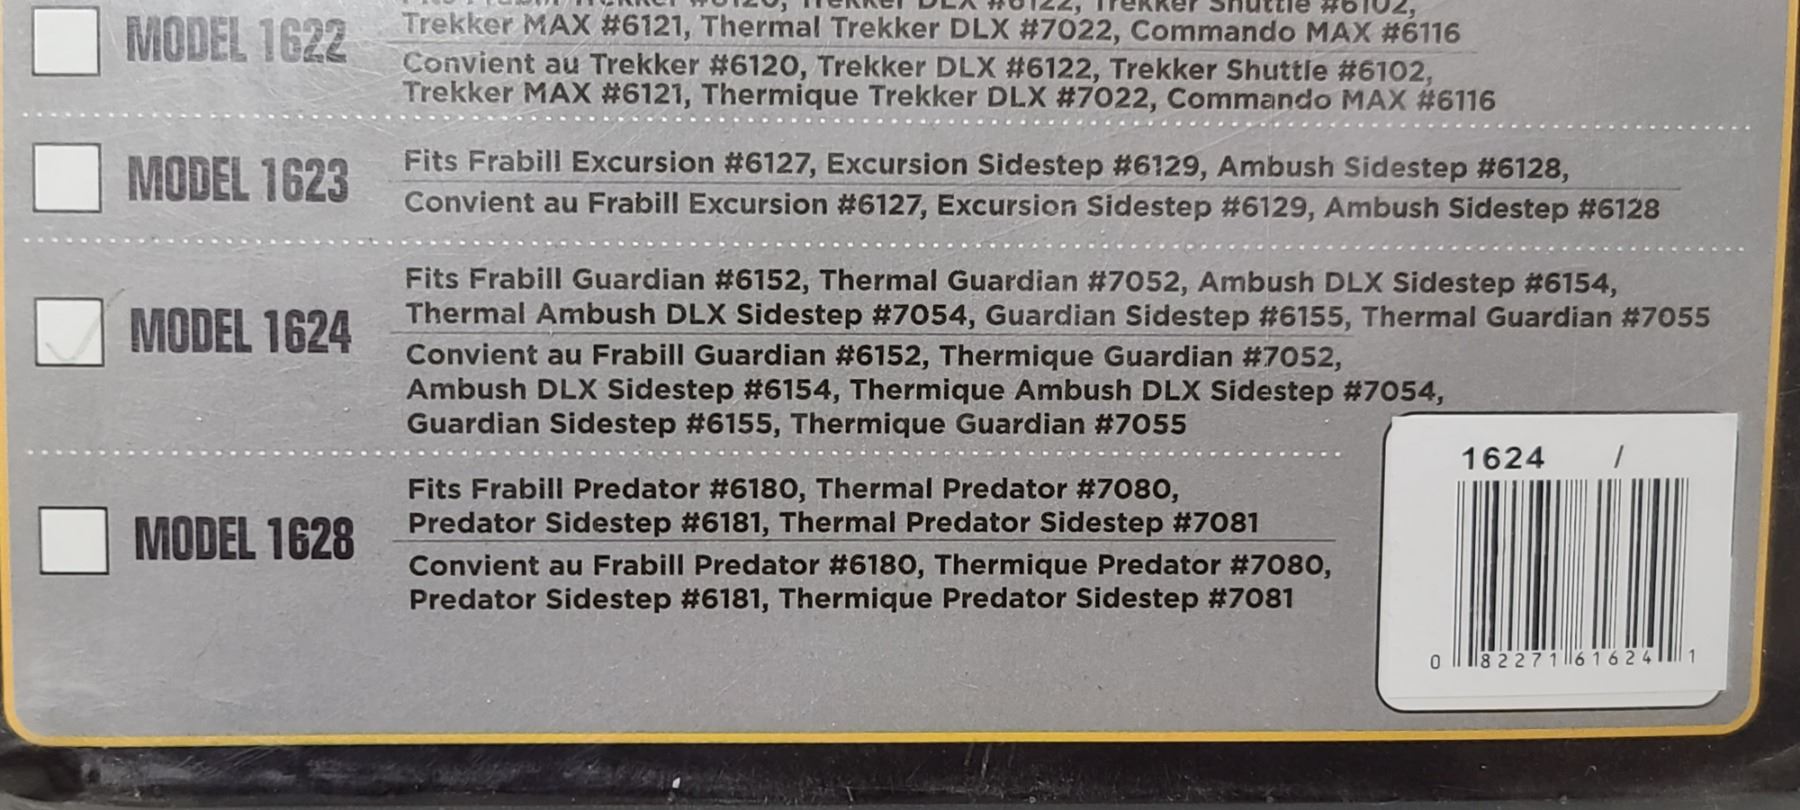 Trekker Shuttle #6102,
MODEL 1622
Trekker MAX #6121, Thermal Trekker DLX #7022, Commando MAX #6116
Convient au Trekker #6120, Trekker DLX #6122, Trekker Shuttle #6102,
Trekker MAX #6121, Thermique Trekker DLX #7022, Commando MAX #6116
MODEL 1623
Fits Frabill Excursion #6127, Excursion Sidestep #6129, Ambush Sidestep #6128,
Convient au Frabill Excursion #6127, Excursion Sidestep #6129, Ambush Sidestep #6128
MODEL 1624
Fits Frabill Guardian #6152, Thermal Guardian #7052, Ambush DLX Sidestep #6154,
Thermal Ambush DLX Sidestep #7054, Guardian Sidestep #6155, Thermal Guardian #7055
Convient au Frabill Guardian #6152, Thermique Guardian #7052,
Ambush DLX Sidestep #6154, Thermique Ambush DLX Sidestep #7054,
Guardian Sidestep #6155, Thermique Guardian #7055
MODEL 1628
Fits Frabill Predator #6180, Thermal Predator #7080,
Predator Sidestep #6181, Thermal Predator Sidestep #7081
Convient au Frabill Predator #6180, Thermique Predator #7080,
Predator Sidestep #6181, Thermique Predator Sidestep #7081
1624 /
0 82271 61624 1